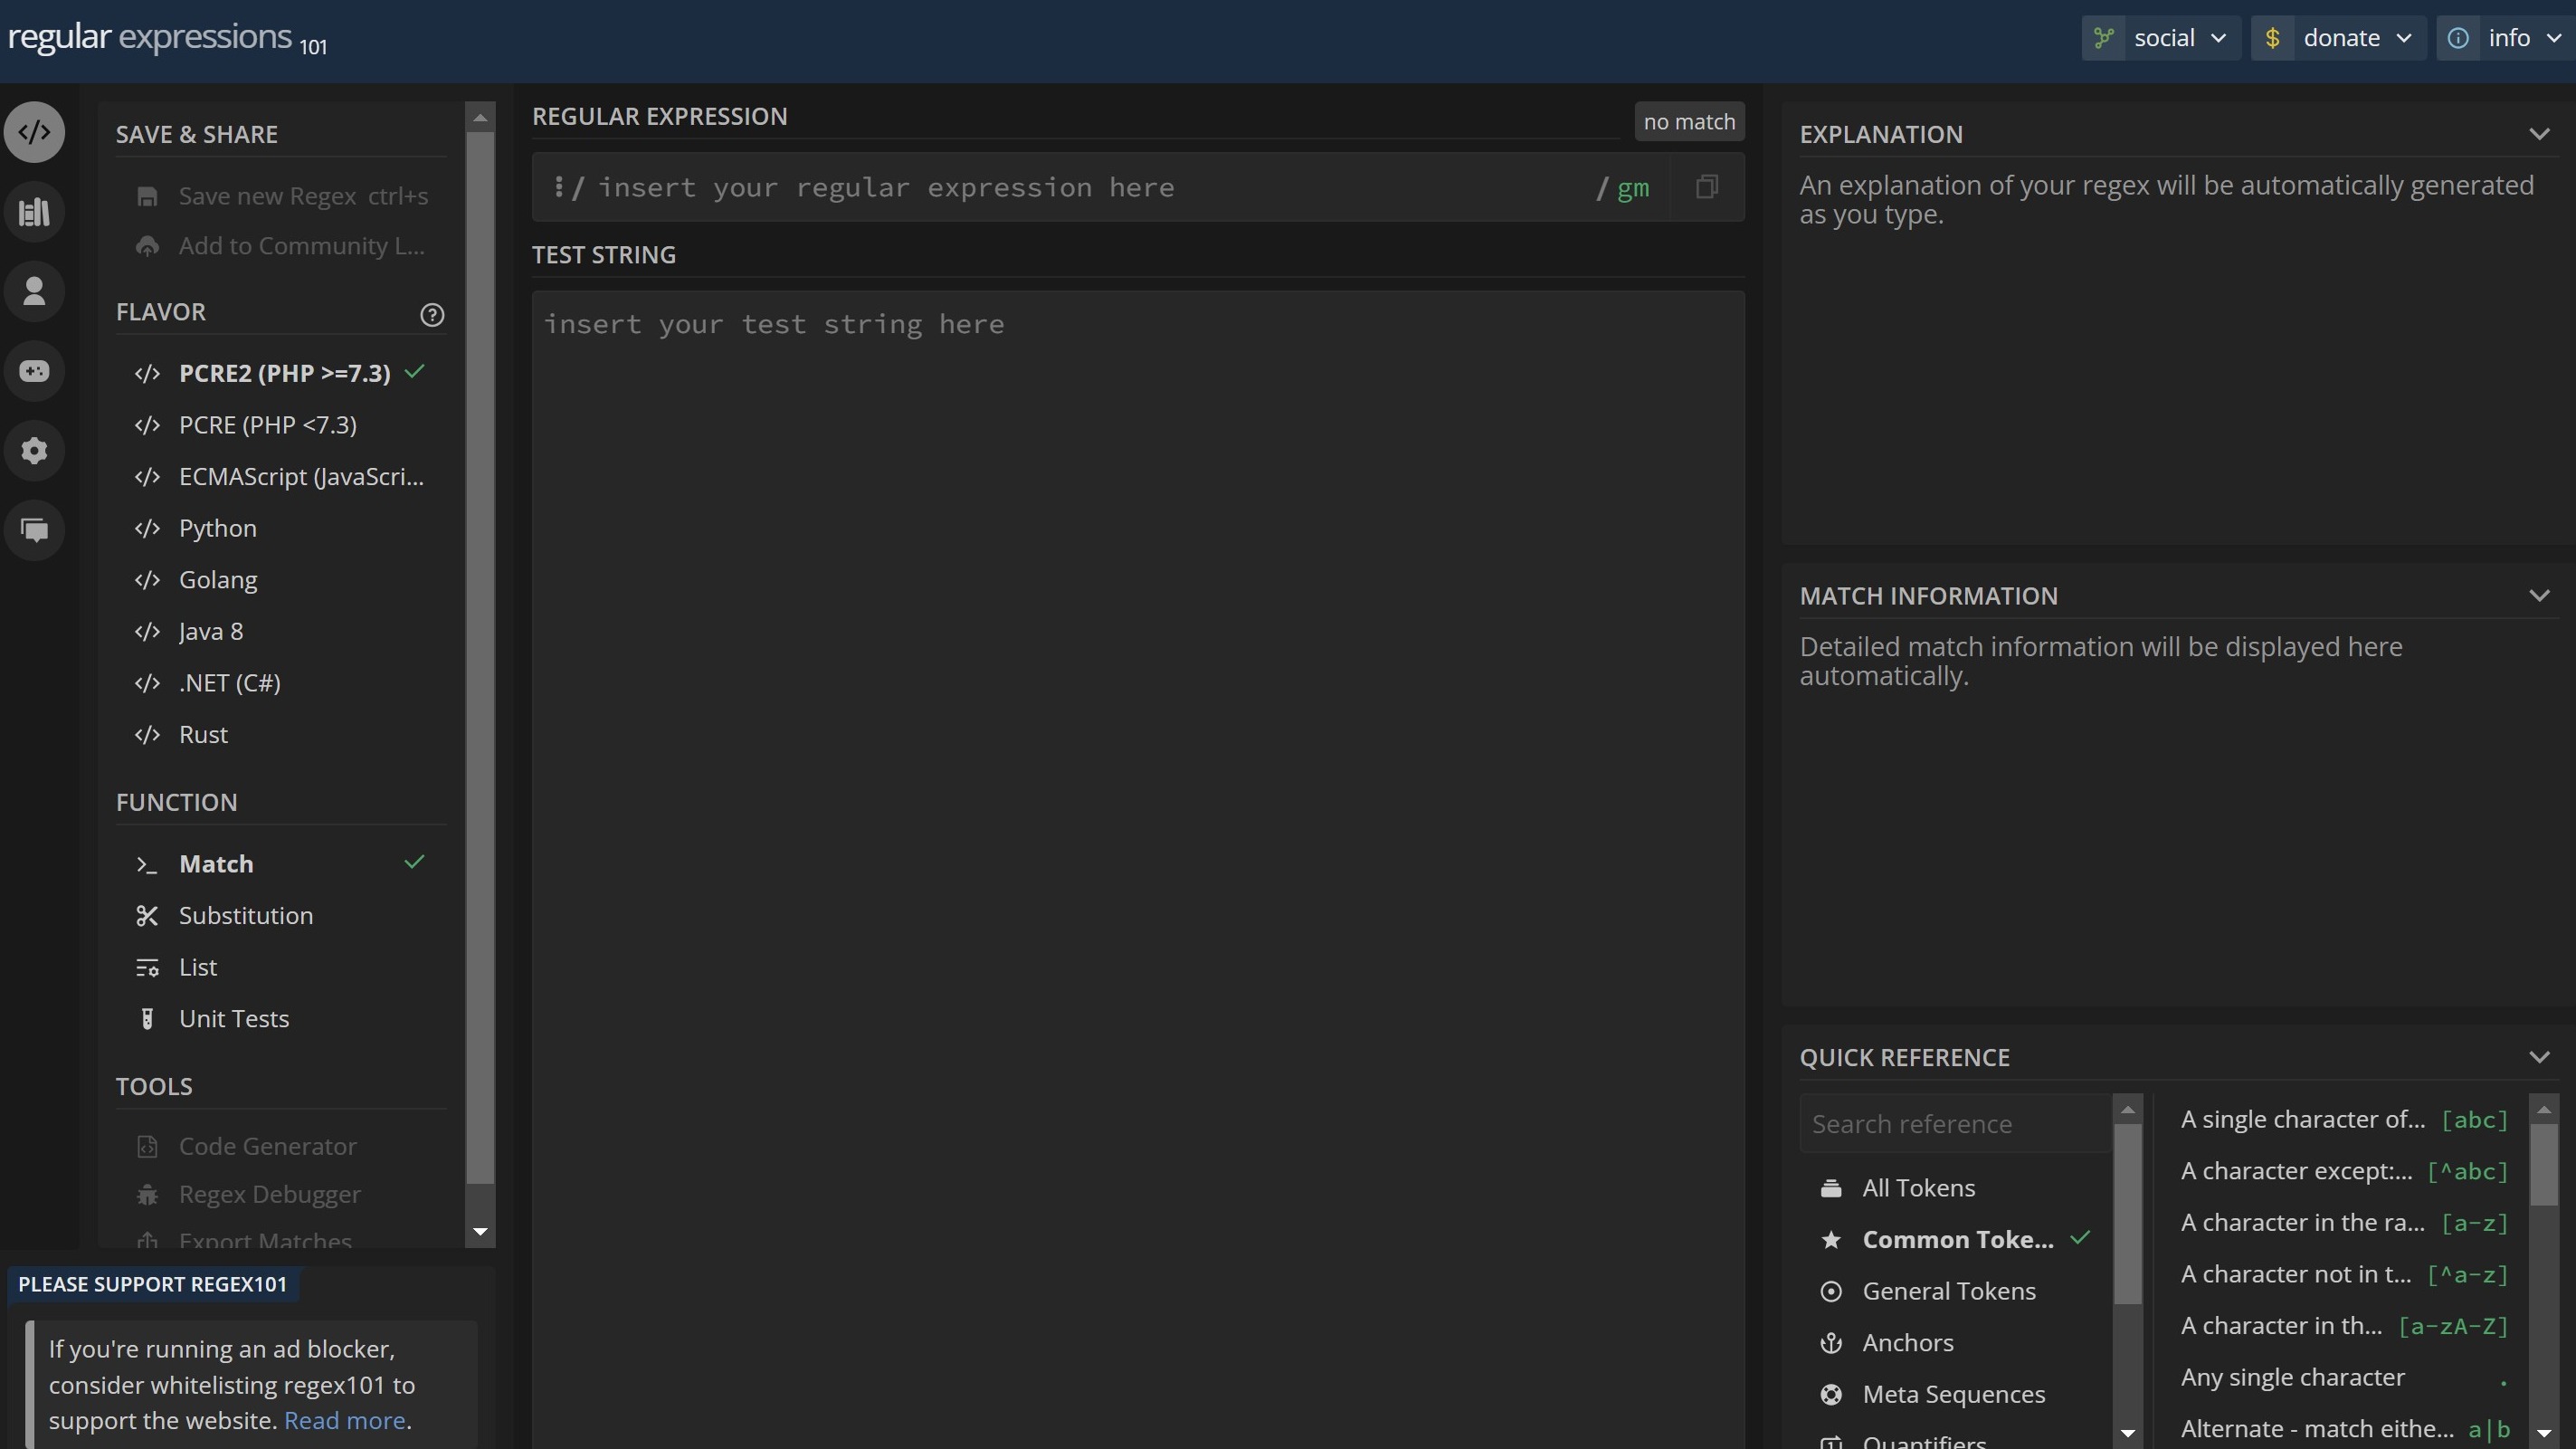 regular expressions 101
social
donate
info
SAVE & SHARE
Save new Regex ctrl+s
Add to Community L...
FLAVOR
PCRE2 (PHP >=7.3)
PCRE (PHP <7.3)
ECMAScript (JavaScri...
Python
Golang
Java 8
.NET (C#)
Rust
FUNCTION
Match
Substitution
List
Unit Tests
TOOLS
Code Generator
Regex Debugger
Export Matches
PLEASE SUPPORT REGEX101
If you're running an ad blocker,
consider whitelisting regex101 to
support the website. Read more.
REGULAR EXPRESSION
no match
/ insert your regular expression here / gm
TEST STRING
insert your test string here
EXPLANATION
An explanation of your regex will be automatically generated
as you type.
MATCH INFORMATION
Detailed match information will be displayed here
automatically.
QUICK REFERENCE
Search reference
All Tokens
Common Toke...
General Tokens
Anchors
Meta Sequences
Quantifiers
A single character of... [abc]
A character except:... [^abc]
A character in the ra... [a-z]
A character not in t... [^a-z]
A character in th... [a-zA-Z]
Any single character .
Alternate - match eithe... a|b